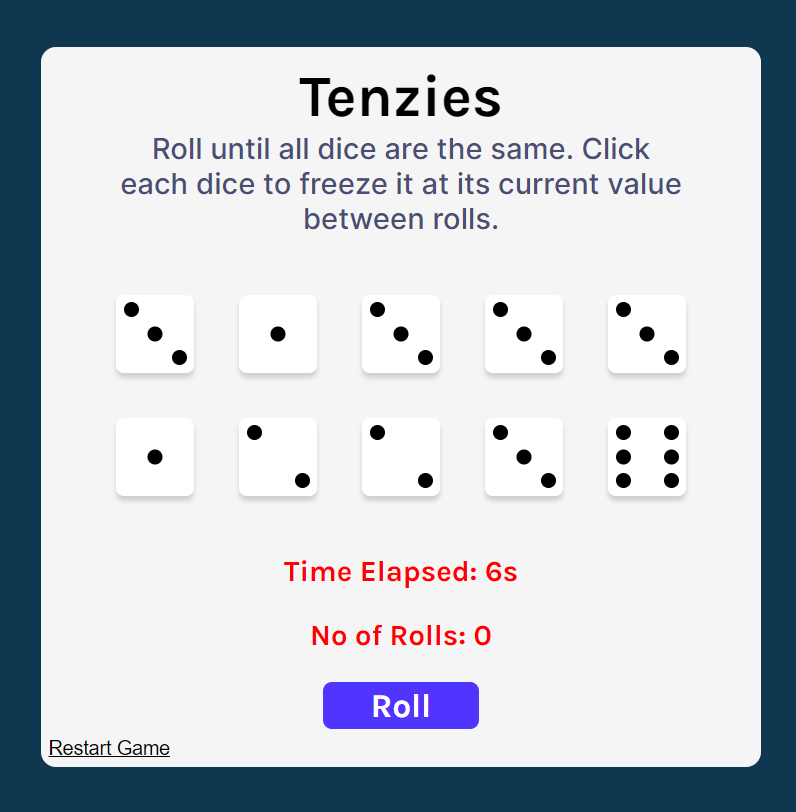 Tenzies
Roll until all dice are the same. Click
each dice to freeze it at its current value
between rolls.
Time Elapsed: 6s
No of Rolls: 0
Roll
Restart Game